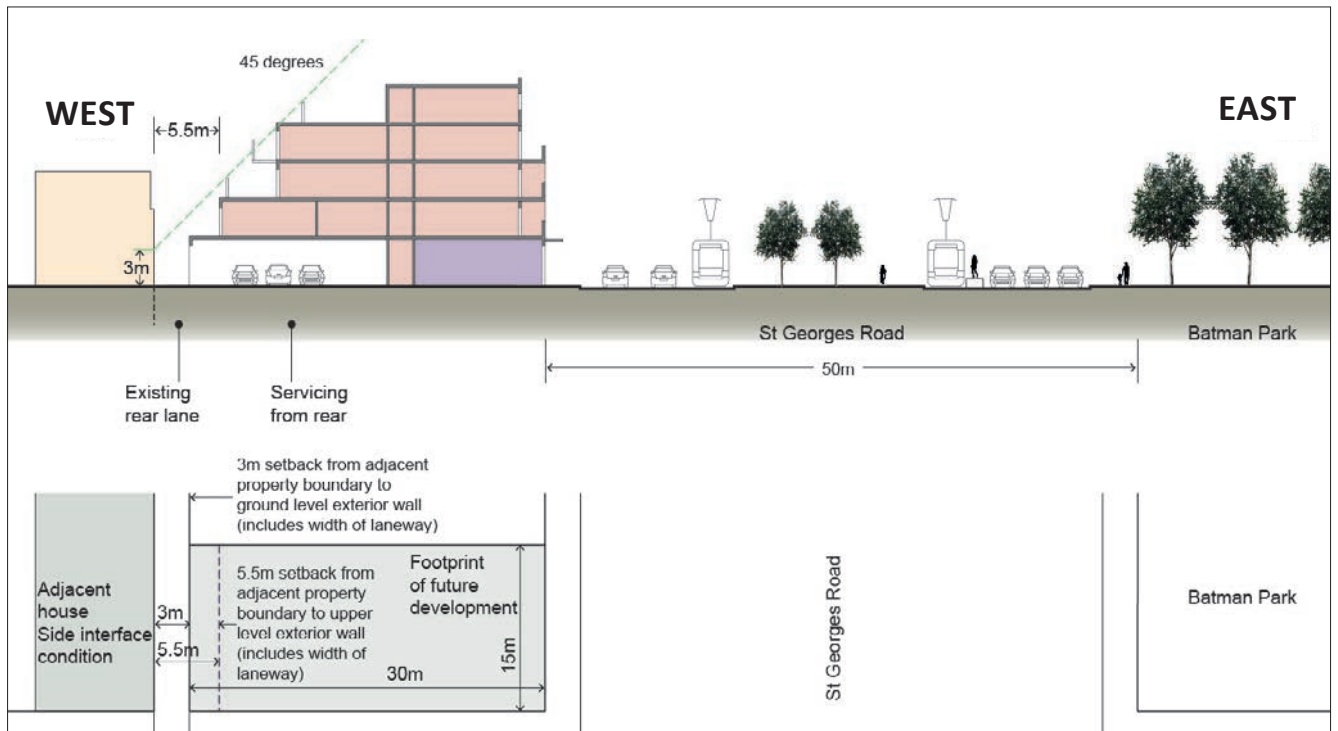 45 degrees
WEST
EAST
5.5m
3m
St Georges Road
Batman Park
50m
Existing
rear lane
Servicing
from rear
3m setback from adjacent
property boundary to
ground level exterior wall
(includes width of laneway)
5.5m setback from
adjacent property
boundary to upper
level exterior wall
(includes width of
laneway)
Footprint
of future
development
Adjacent
house
Side interface
condition
3m
5.5m
30m
15m
St Georges Road
Batman Park